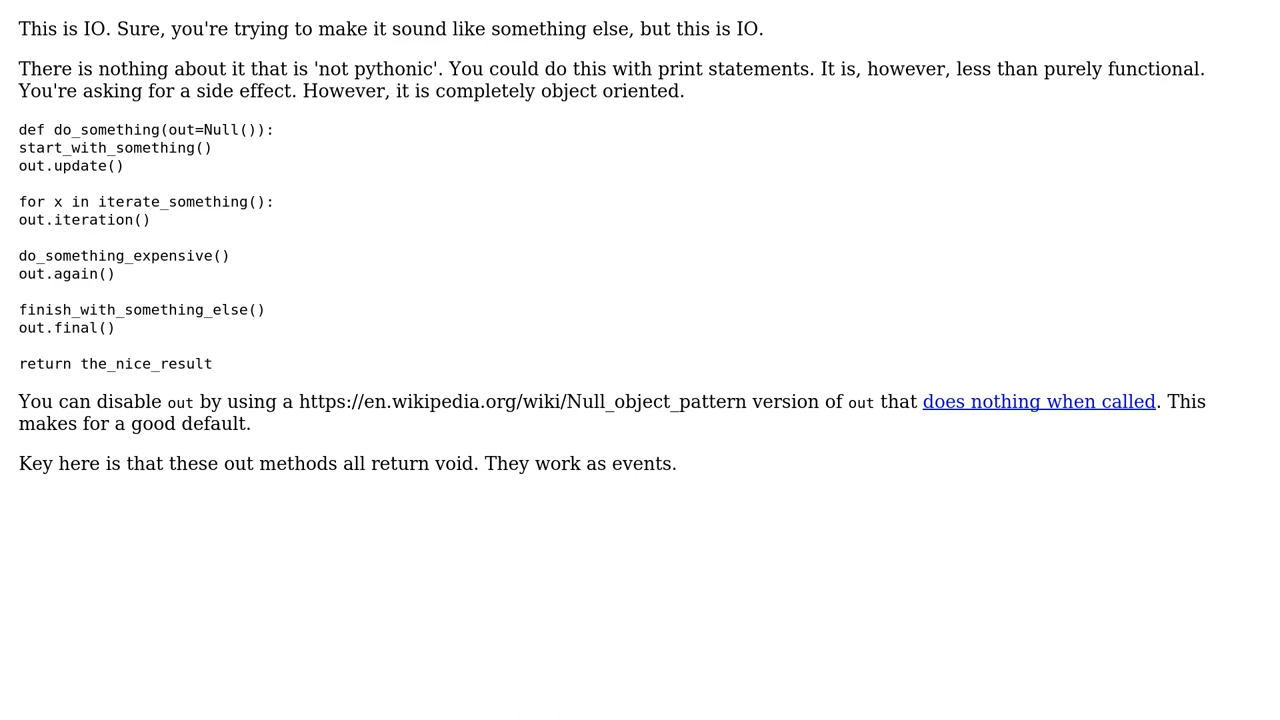 This is IO. Sure, you're trying to make it sound like something else, but this is IO.
There is nothing about it that is 'not pythonic'. You could do this with print statements. It is, however, less than purely functional.
You're asking for a side effect. However, it is completely object oriented.
def do_something(out=Null()):
start_with_something()
out.update()
for x in iterate_something():
out.iteration()
do_something_expensive()
out.again()
finish_with_something_else()
out.final()
return the_nice_result
You can disable out by using a https://en.wikipedia.org/wiki/Null_object_pattern version of out that does nothing when called. This
makes for a good default.
Key here is that these out methods all return void. They work as events.